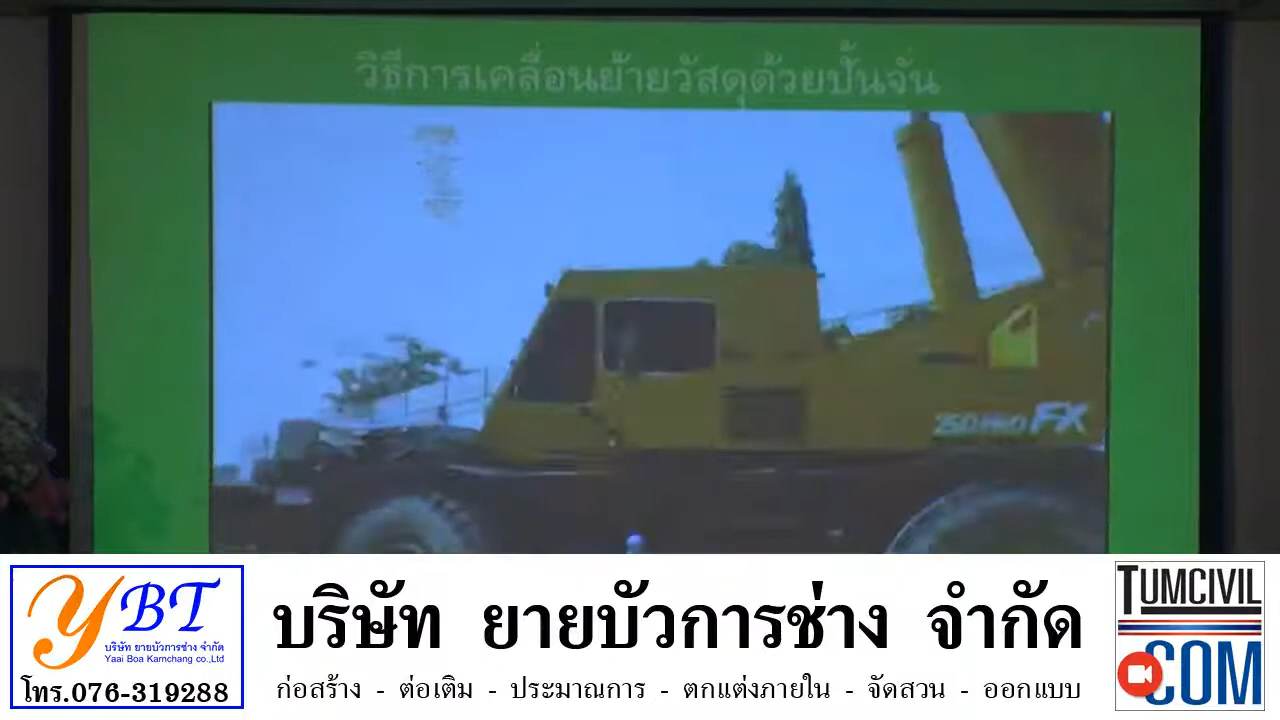 วิธีการเคลื่อนย้ายวัสดุด้วยปั้นจั่น
FX
YBT
บริษัท ยายบัวการช่าง จำกัด
Yaai Boa Karnchang co.,Ltd
โทร.076-319288
บริษัท ยายบัวการช่าง จำกัด
ก่อสร้าง - ต่อเติม - ประมาณการ - ตกแต่งภายใน - จัดสวน - ออกแบบ
TUMCIVIL
.COM